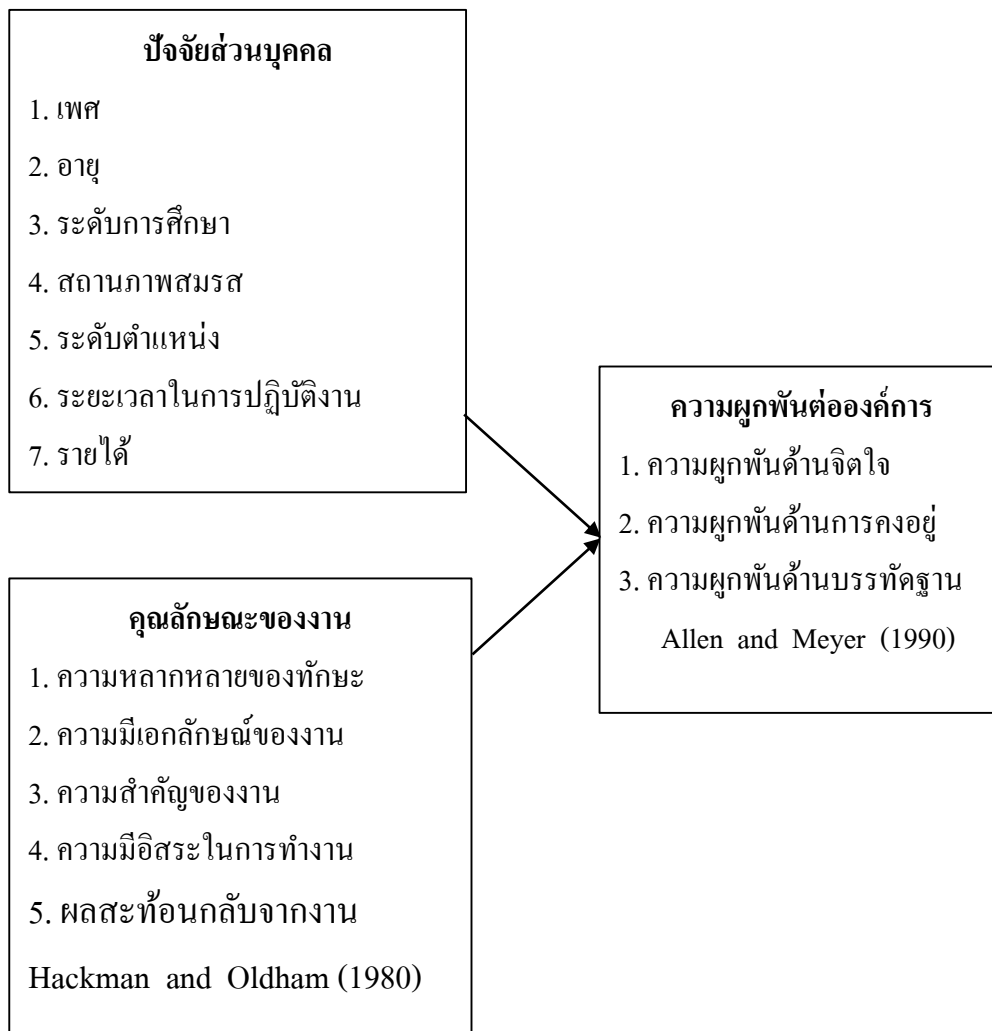 ปัจจัยส่วนบุคคล
1. เพศ
2. อายุ
3. ระดับการศึกษา
4. สถานภาพสมรส
5. ระดับตำแหน่ง
6. ระยะเวลาในการปฏิบัติงาน
7. รายได้
คุณลักษณะของงาน
1. ความหลากหลายของทักษะ
2. ความมีเอกลักษณ์ของงาน
3. ความสำคัญของงาน
4. ความมีอิสระในการทำงาน
5. ผลสะท้อนกลับจากงาน
Hackman and Oldham (1980)
ความผูกพันต่อองค์การ
1. ความผูกพันด้านจิตใจ
2. ความผูกพันด้านการคงอยู่
3. ความผูกพันด้านบรรทัดฐาน
Allen and Meyer (1990)